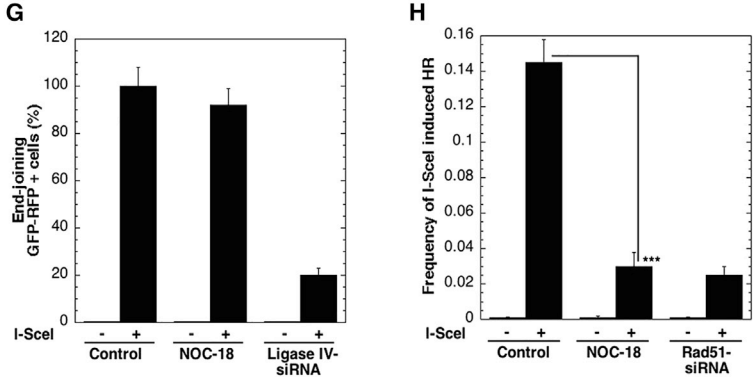 G
End-joining
GFP-RFP + cells (%)
120
100
80
60
40
20
0
I-SceI - + - + - +
Control NOC-18 Ligase IV-
siRNA
H
Frequency of I-SceI induced HR
0.16
0.14
0.12
0.1
0.08
0.06
0.04
0.02
0
***
I-SceI - + - + - +
Control NOC-18 Rad51-
siRNA